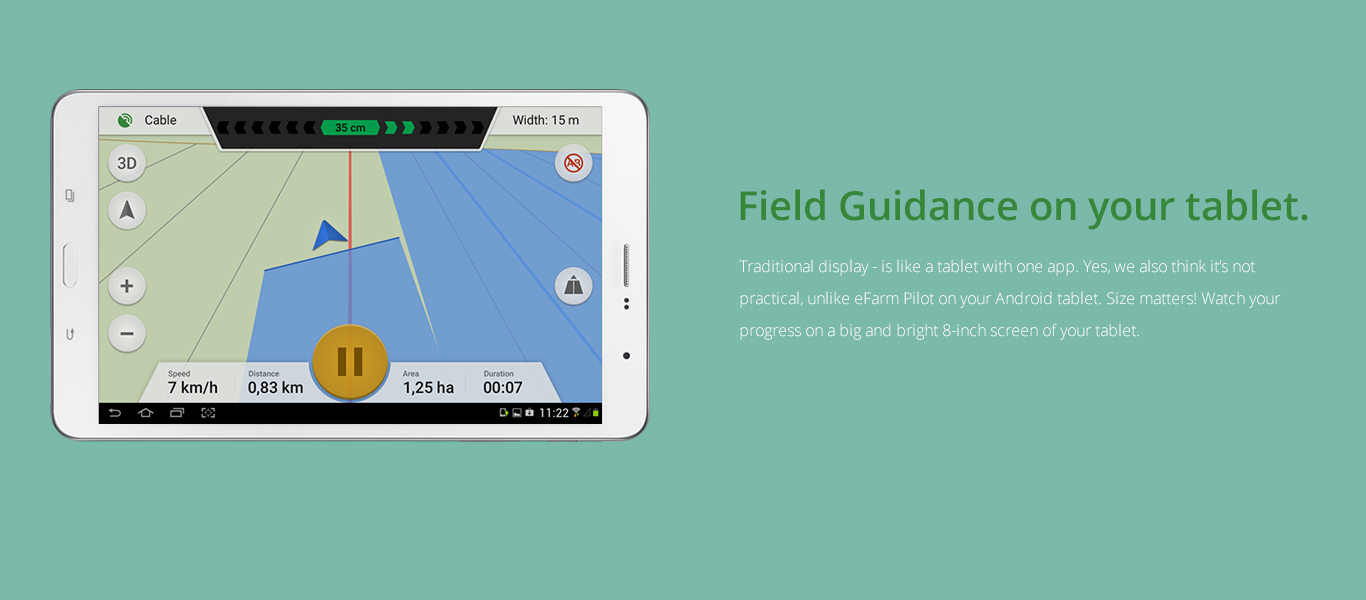 Cable
35 cm
Width: 15 m
3D
AB
Speed
7 km/h
Distance
0,83 km
Area
1,25 ha
Duration
00:07
11:22
Field Guidance on your tablet.
Traditional display - is like a tablet with one app. Yes, we also think it’s not
practical, unlike eFarm Pilot on your Android tablet. Size matters! Watch your
progress on a big and bright 8-inch screen of your tablet.